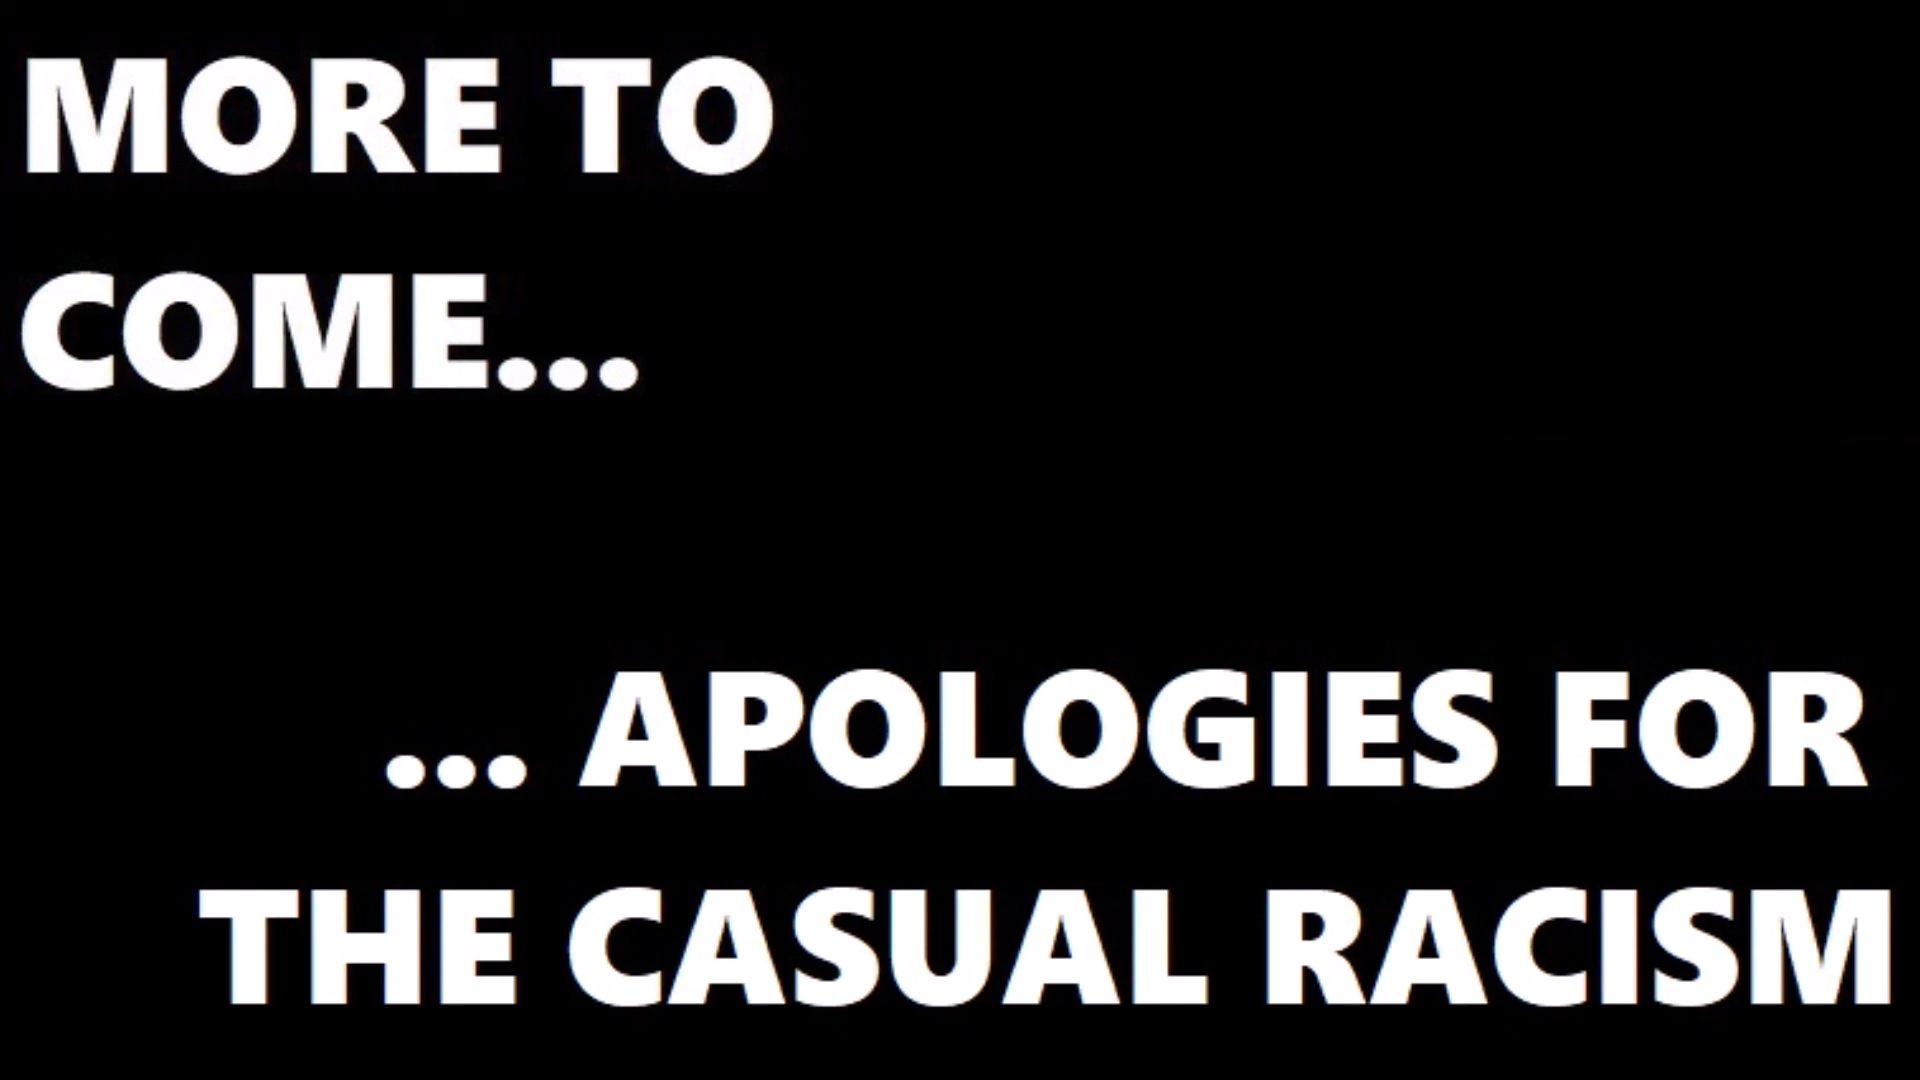 MORE TO
COME...
... APOLOGIES FOR
THE CASUAL RACISM